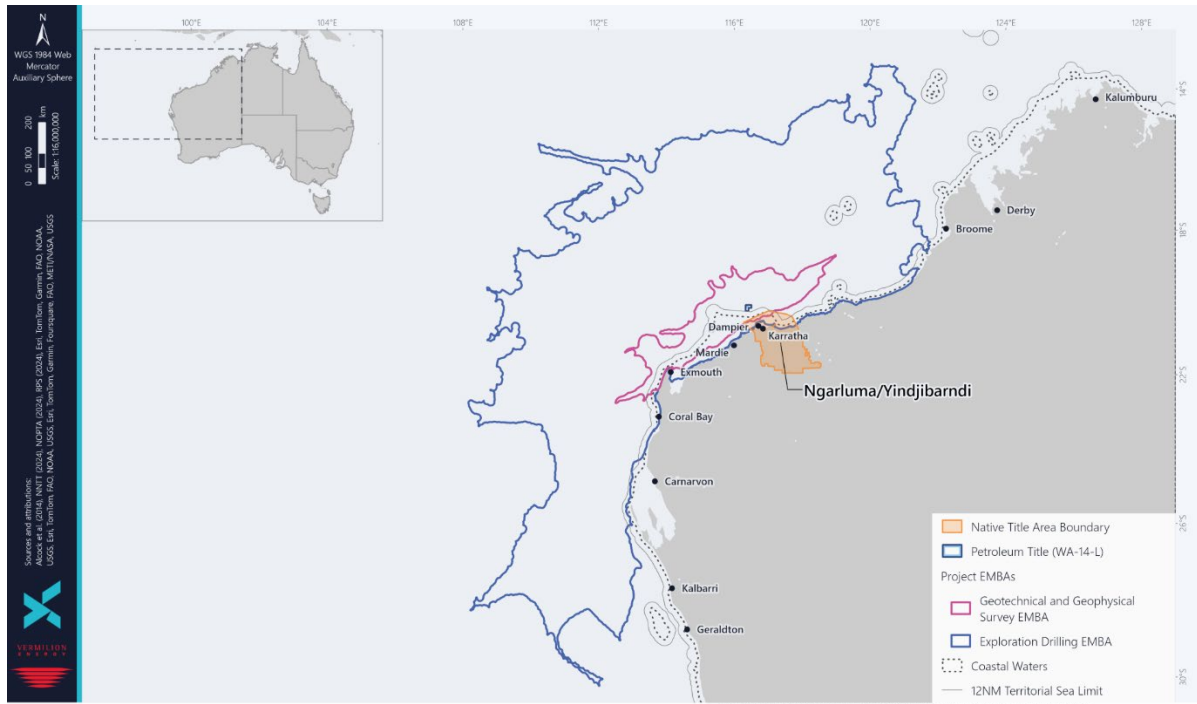 N
WGS 1984 Web
Mercator
Auxiliary Sphere
0 50 100 200
km
Scale: 1:16,000,000
Sources and attributions:
Alcock et al. (2014), NNTT (2024), NOPTA (2024), RPS (2024), Esri, TomTom, Garmin, FAO, NOAA,
USGS, Esri, TomTom, FAO, NOAA, USGS, Esri, TomTom, Garmin, Foursquare, FAO, METI/NASA, USGS
VERMILION
ENERGY
100°E 104°E 108°E 112°E 116°E 120°E 124°E 128°E
14°S
18°S
22°S
26°S
30°S
Kalumburu
Derby
Broome
Dampier
Karratha
Mardie
Exmouth
Ngarluma/Yindjibarndi
Coral Bay
Carnarvon
Kalbarri
Geraldton
Native Title Area Boundary
Petroleum Title (WA-14-L)
Project EMBAs
Geotechnical and Geophysical
Survey EMBA
Exploration Drilling EMBA
Coastal Waters
12NM Territorial Sea Limit